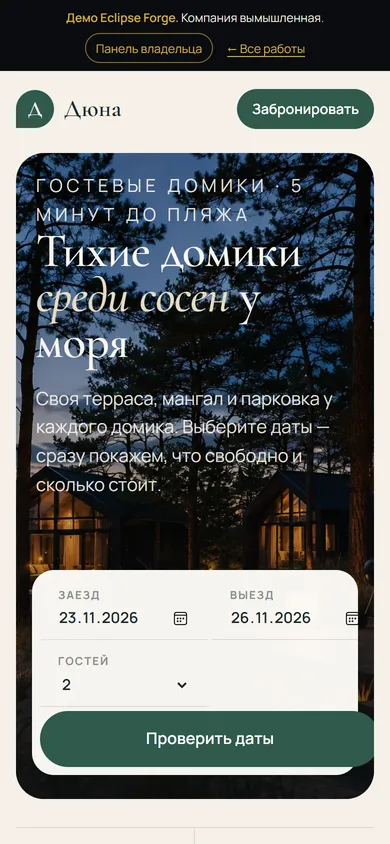 Демо Eclipse Forge. Компания вымышленная.
Панель владельца
← Все работы
Д Дюна
Забронировать
ГОСТЕВЫЕ ДОМИКИ · 5
МИНУТ ДО ПЛЯЖА
Тихие домики
среди сосен у
моря
Своя терраса, мангал и парковка у
каждого домика. Выберите даты —
сразу покажем, что свободно и
сколько стоит.
ЗАЕЗД
ВЫЕЗД
23.11.2026
26.11.2026
ГОСТЕЙ
2
Проверить даты